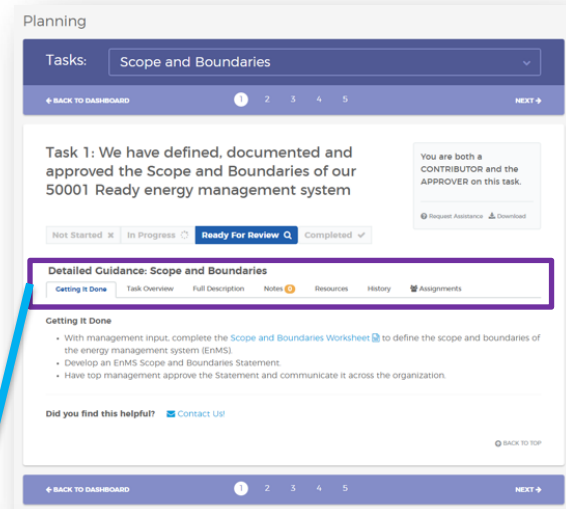 Planning
Tasks: Scope and Boundaries
BACK TO DASHBOARD 1 2 3 4 5 NEXT
Task 1: We have defined, documented and
approved the Scope and Boundaries of our
50001 Ready energy management system
You are both a
CONTRIBUTOR and the
APPROVER on this task.
Request Assistance Download
Not Started In Progress Ready For Review Completed
Detailed Guidance: Scope and Boundaries
Getting It Done Task Overview Full Description Notes 0 Resources History Assignments
Getting It Done
• With management input, complete the Scope and Boundaries Worksheet to define the scope and boundaries of
the energy management system (EnMS).
• Develop an EnMS Scope and Boundaries Statement.
• Have top management approve the Statement and communicate it across the organization.
Did you find this helpful? Contact Us!
BACK TO TOP
BACK TO DASHBOARD 1 2 3 4 5 NEXT